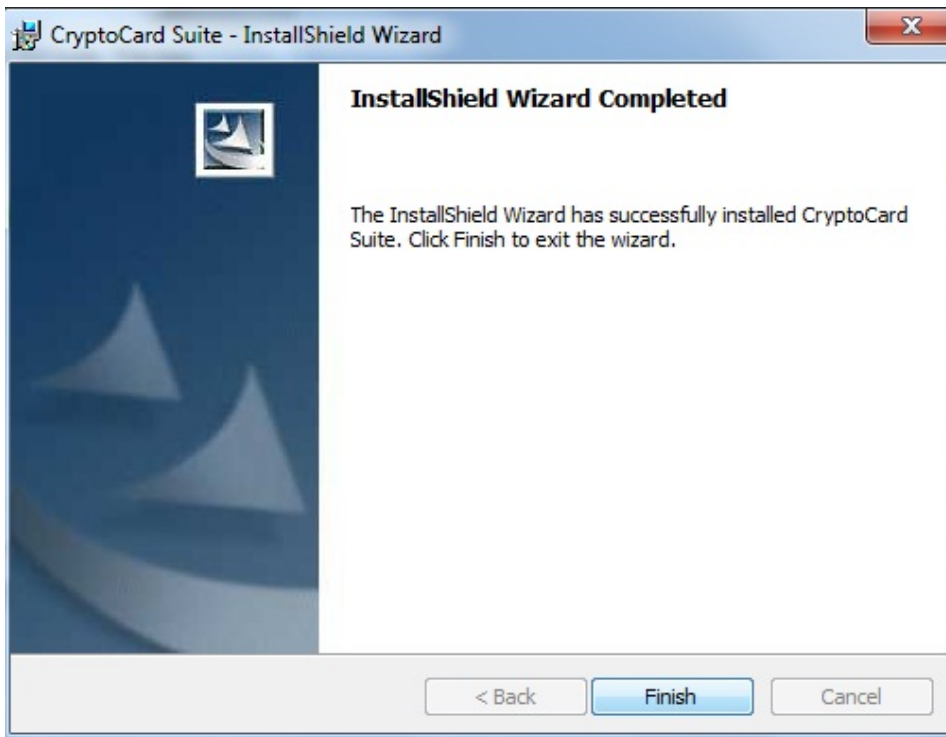 CryptoCard Suite - InstallShield Wizard
InstallShield Wizard Completed
The InstallShield Wizard has successfully installed CryptoCard
Suite. Click Finish to exit the wizard.
< Back
Finish
Cancel